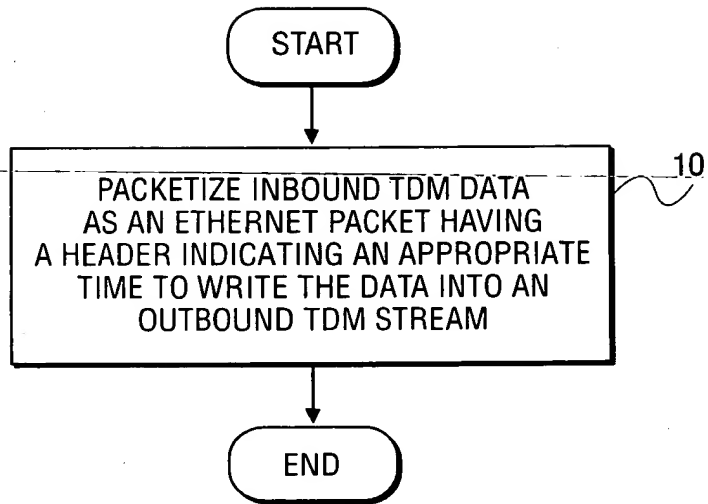 START
10
PACKETIZE INBOUND TDM DATA
AS AN ETHERNET PACKET HAVING
A HEADER INDICATING AN APPROPRIATE
TIME TO WRITE THE DATA INTO AN
OUTBOUND TDM STREAM
END